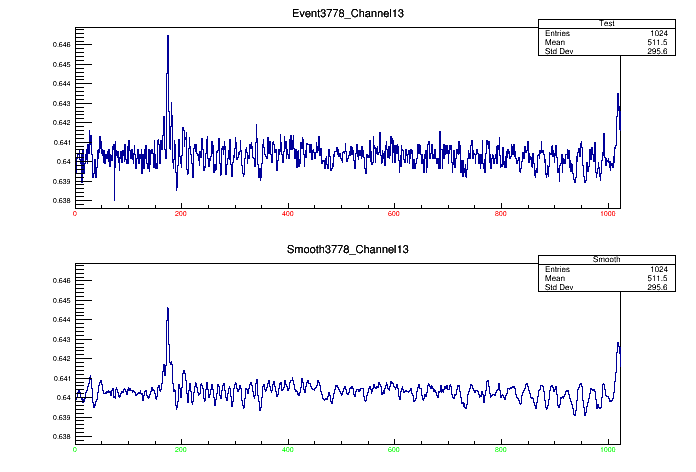 Event3778_Channel13
Test
Entries 1024
Mean 511.5
Std Dev 295.6
0.646
0.645
0.644
0.643
0.642
0.641
0.64
0.639
0.638
0 200 400 600 800 1000
Smooth3778_Channel13
Smooth
Entries 1024
Mean 511.5
Std Dev 295.6
0.646
0.645
0.644
0.643
0.642
0.641
0.64
0.639
0.638
0 200 400 600 800 1000